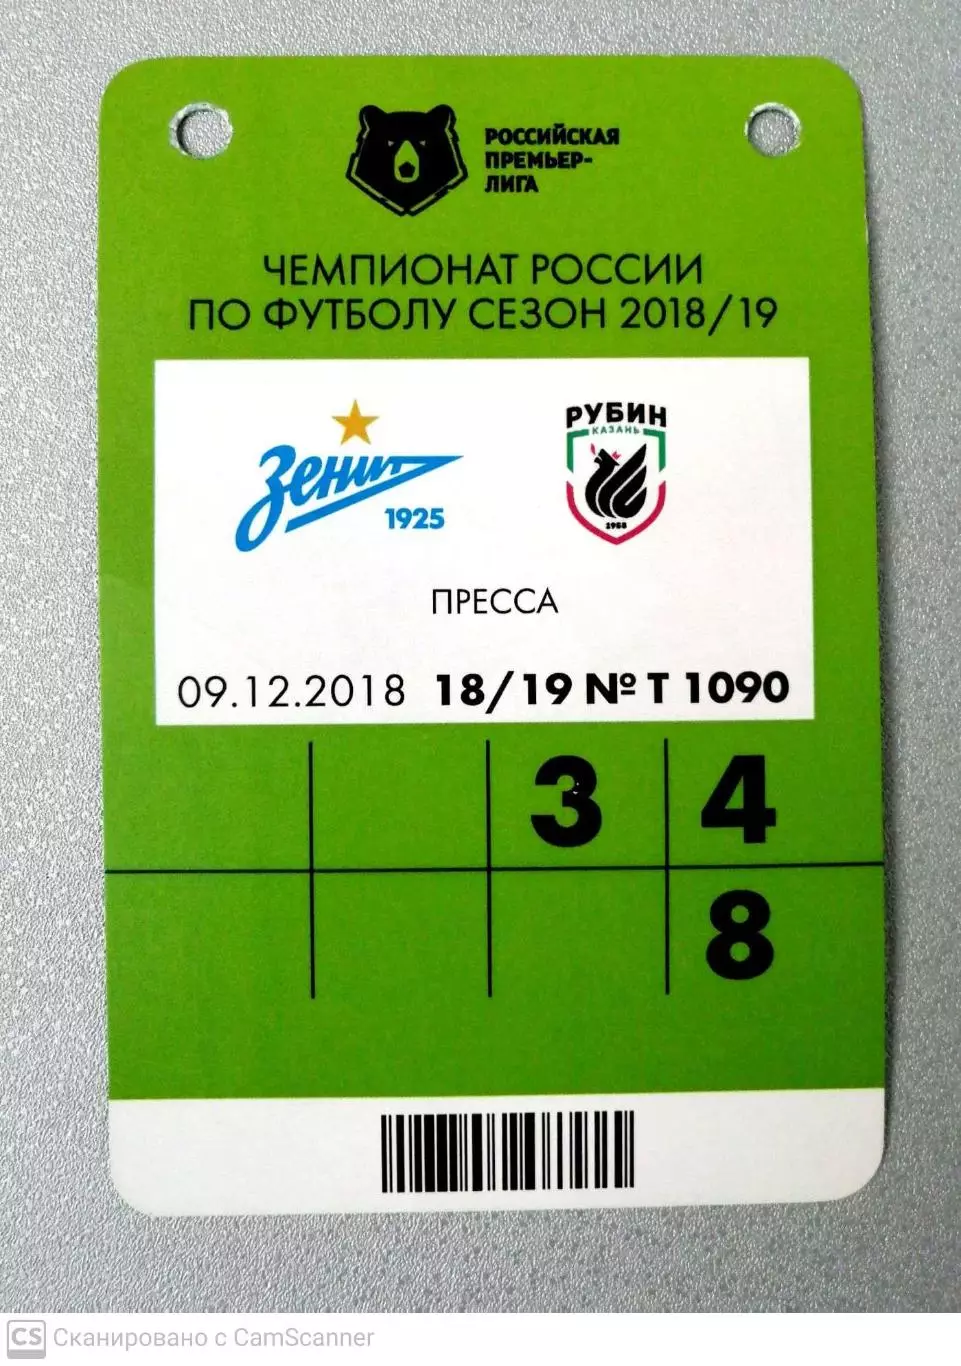 РОССИЙСКАЯ
ПРЕМЬЕР-
ЛИГА
ЧЕМПИОНАТ РОССИИ
ПО ФУТБОЛУ СЕЗОН 2018/19
Зенит
1925
РУБИН
КАЗАНЬ
1958
ПРЕССА
09.12.2018 18/19 № Т 1090
3 4
8
CS Сканировано с CamScanner